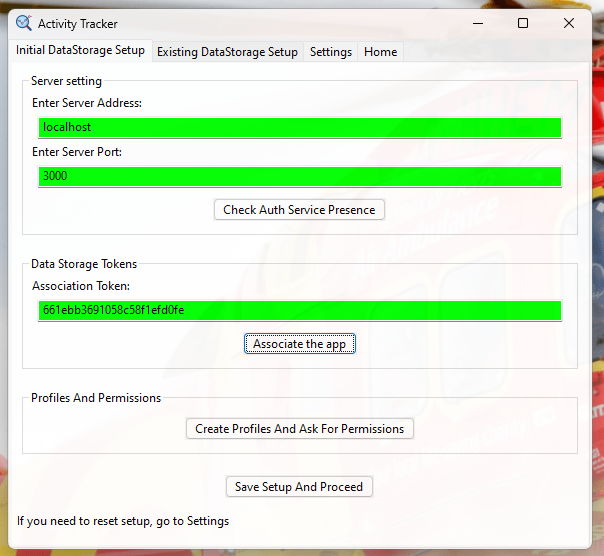 Activity Tracker
Initial DataStorage Setup Existing DataStorage Setup Settings Home
Server setting
Enter Server Address:
localhost
Enter Server Port:
3000
Check Auth Service Presence
Data Storage Tokens
Association Token:
661ebb3691058c58f1efd0fe
Associate the app
Profiles And Permissions
Create Profiles And Ask For Permissions
Save Setup And Proceed
If you need to reset setup, go to Settings